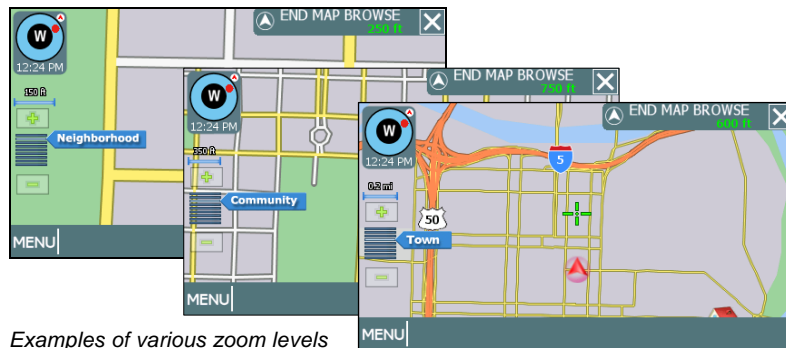 END MAP BROWSE
250 ft
W
12:24 PM
150 ft
Neighborhood
MENU
END MAP BROWSE
750 ft
W
12:24 PM
350 ft
Community
MENU
END MAP BROWSE
600 ft
W
12:24 PM
0.2 mi
5
50
Town
MENU
Examples of various zoom levels